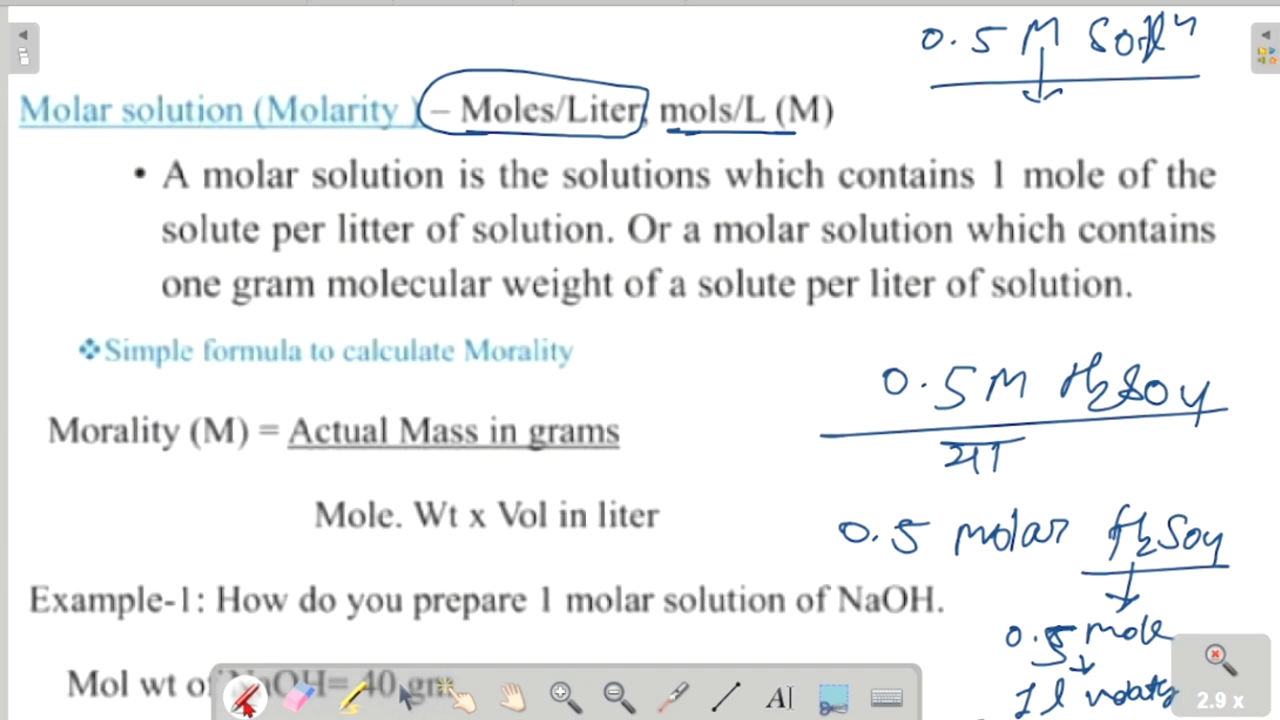 0.5 M Sol<sup>n</sup>
Molar solution (Molarity ) – Moles/Liter, mols/L (M)
• A molar solution is the solutions which contains 1 mole of the
solute per litter of solution. Or a molar solution which contains
one gram molecular weight of a solute per liter of solution.
❖Simple formula to calculate Morality
0.5M H2SO4
या
Morality (M) = Actual Mass in grams
Mole. Wt x Vol in liter
0.5 molar H2SO4
Example-1: How do you prepare 1 molar solution of NaOH.
0.5 mole
Mol wt of NaOH= 40 gm
1 l
A
2.9 x